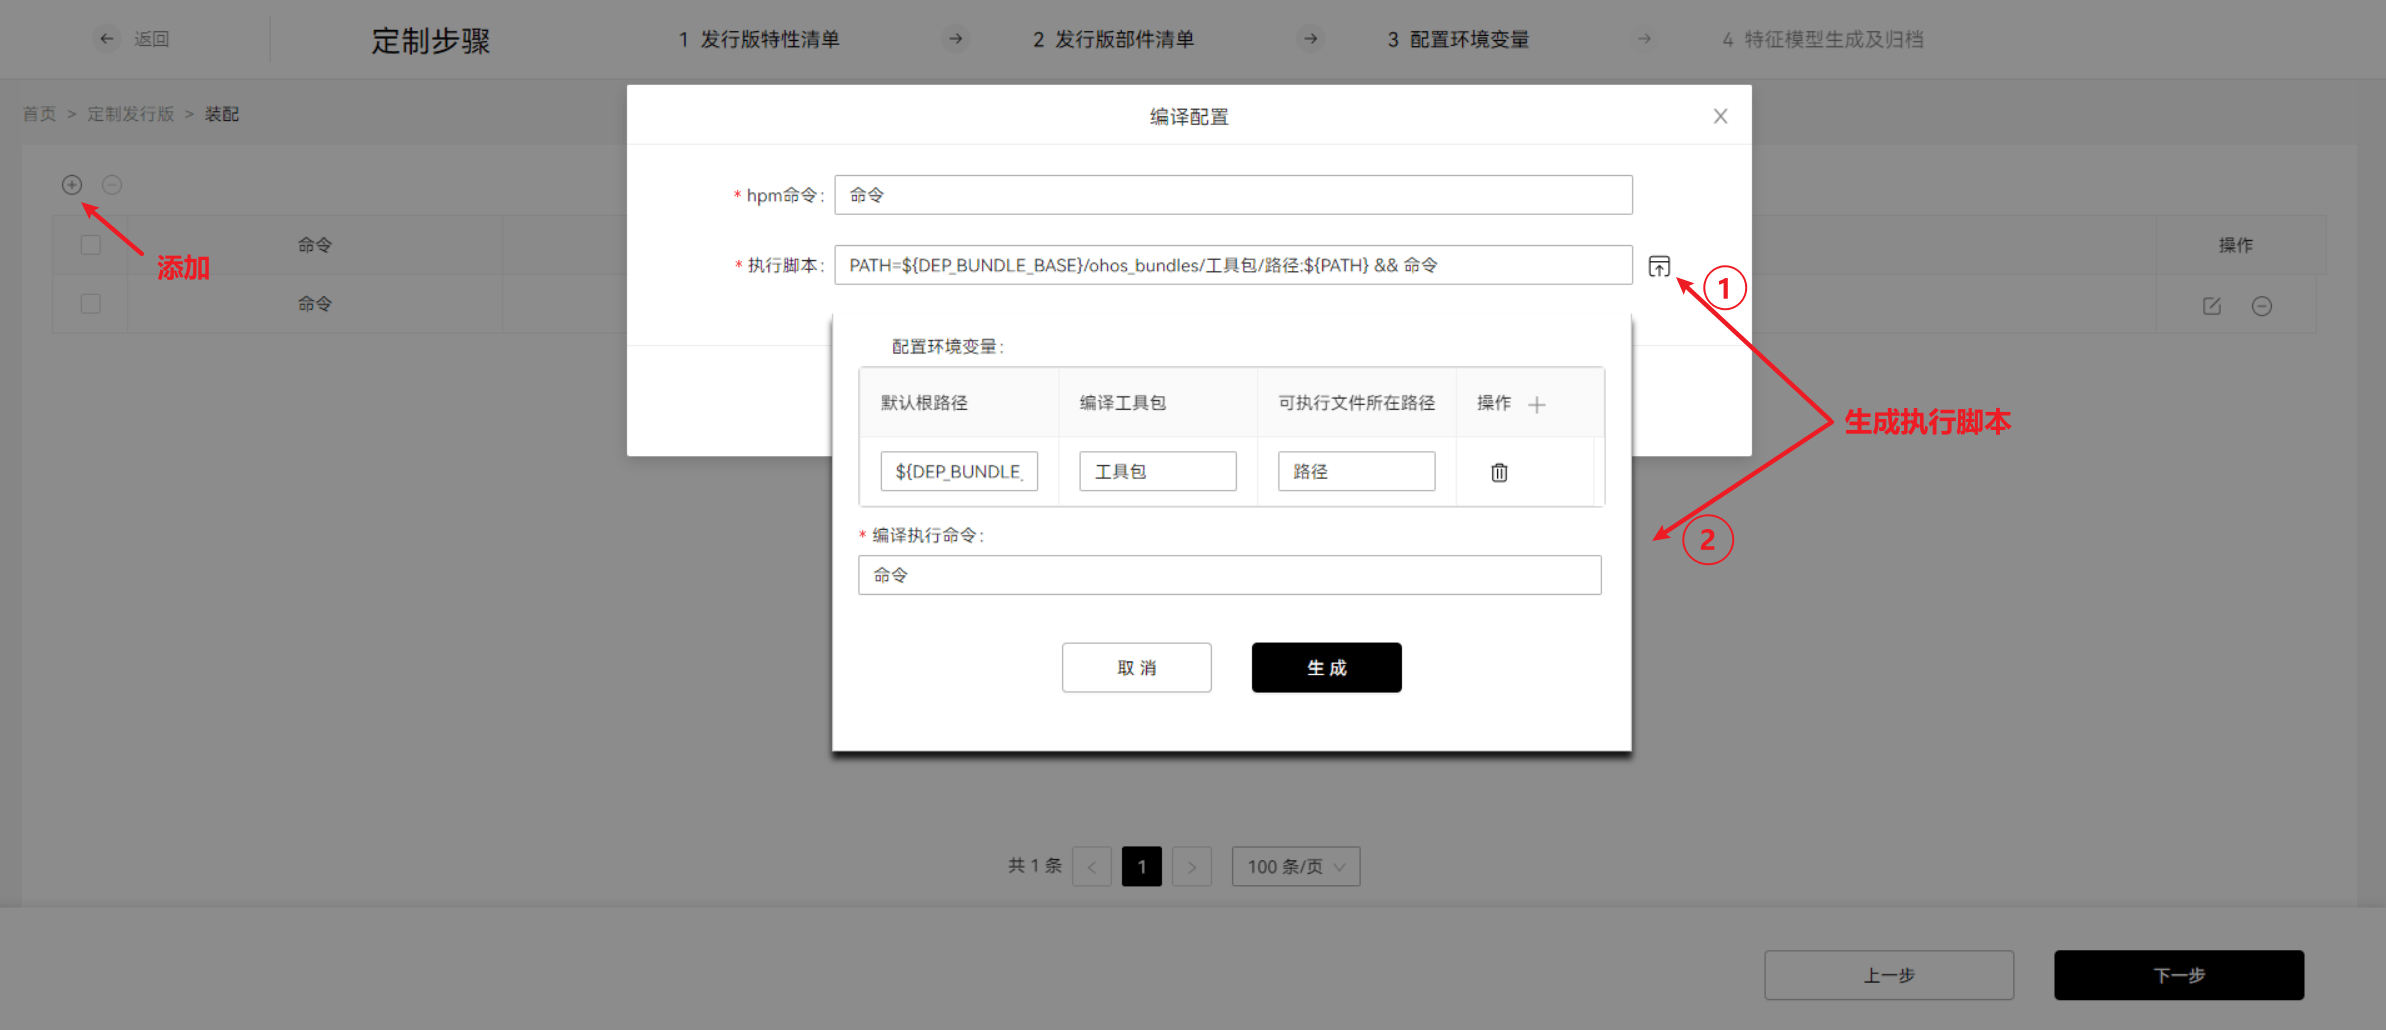 返回
定制步骤
1 发行版特性清单
2 发行版部件清单
3 配置环境变量
4 特征模型生成及归档
首页 > 定制发行版 > 装配
添加
命令
操作
命令
编译配置
* hpm命令:
命令
* 执行脚本:
PATH=${DEP_BUNDLE_BASE}/ohos_bundles/工具包/路径:${PATH} && 命令
①
生成执行脚本
②
配置环境变量:
默认根路径 编译工具包 可执行文件所在路径 操作
${DEP_BUNDLE_ 工具包 路径
* 编译执行命令:
命令
取 消
生 成
共 1 条 < 1 > 100 条/页
上一步
下一步